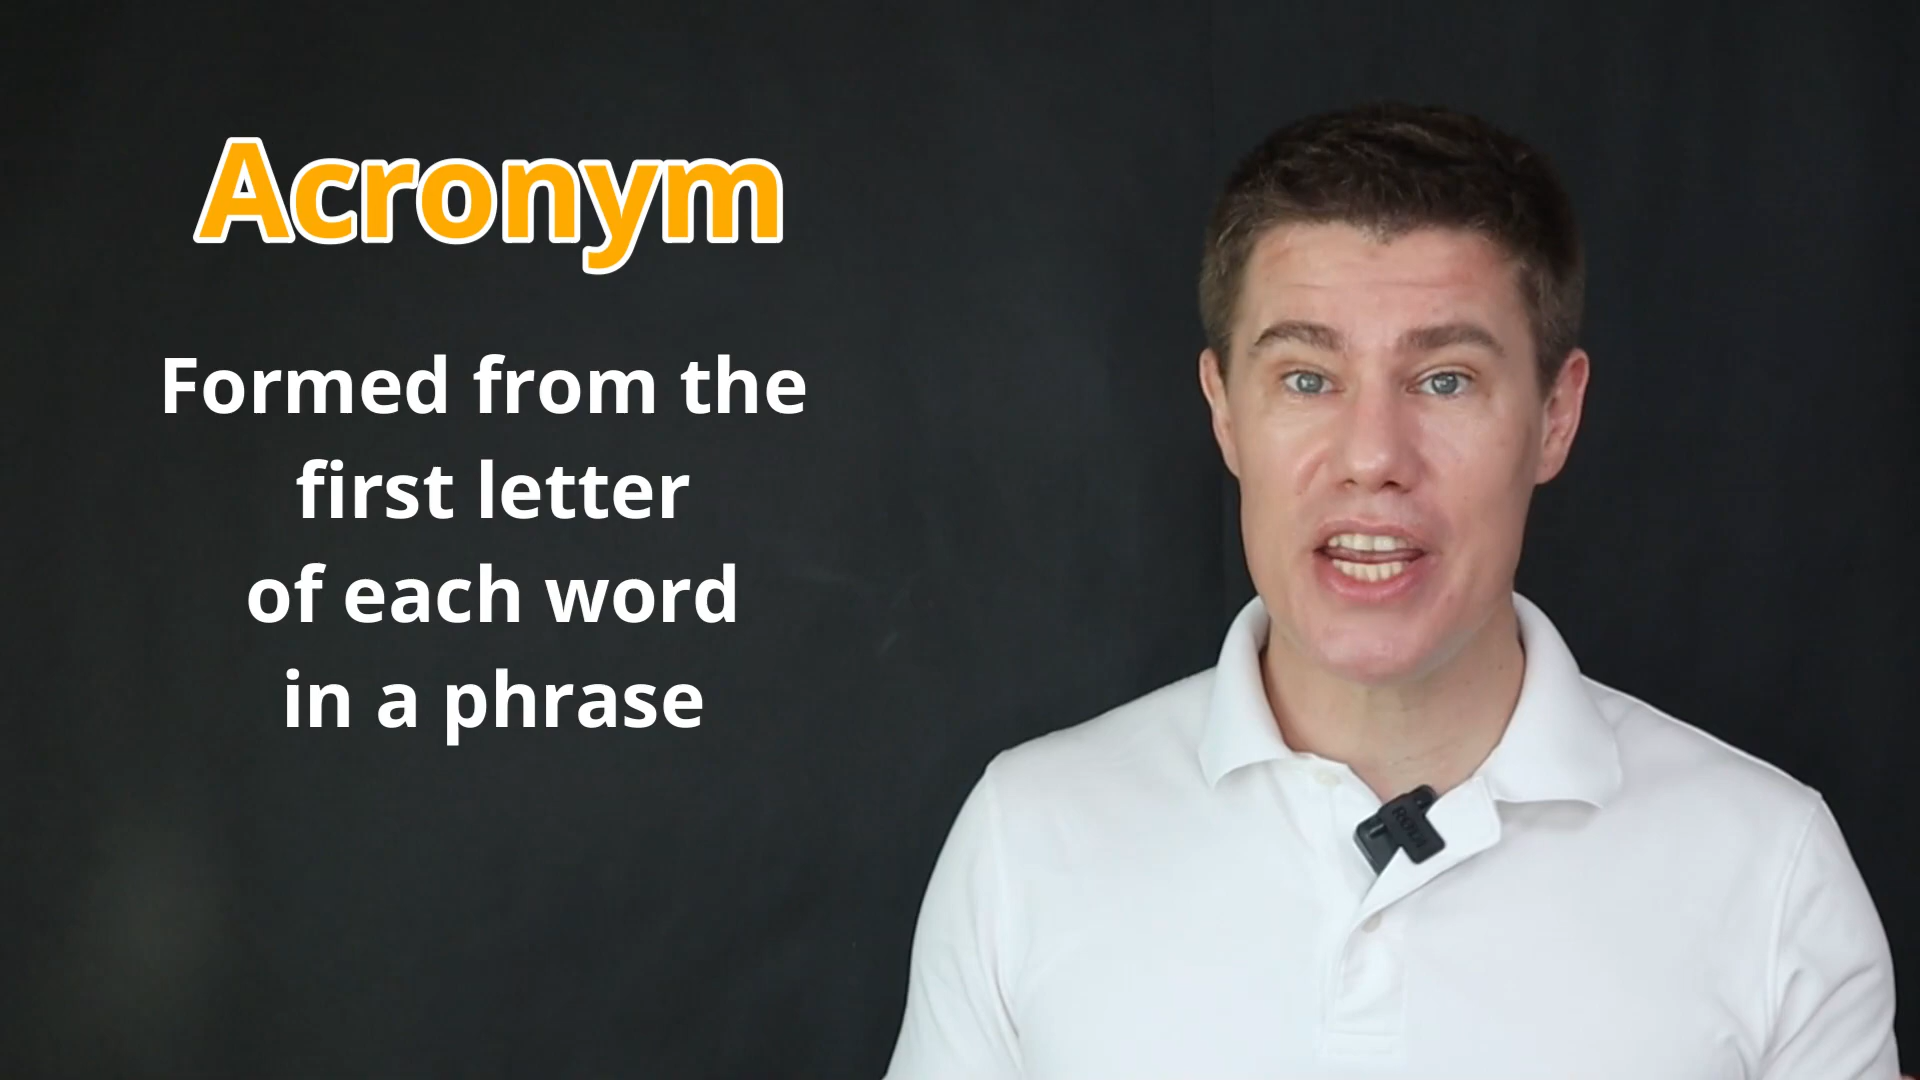 Acronym
Formed from the
first letter
of each word
in a phrase